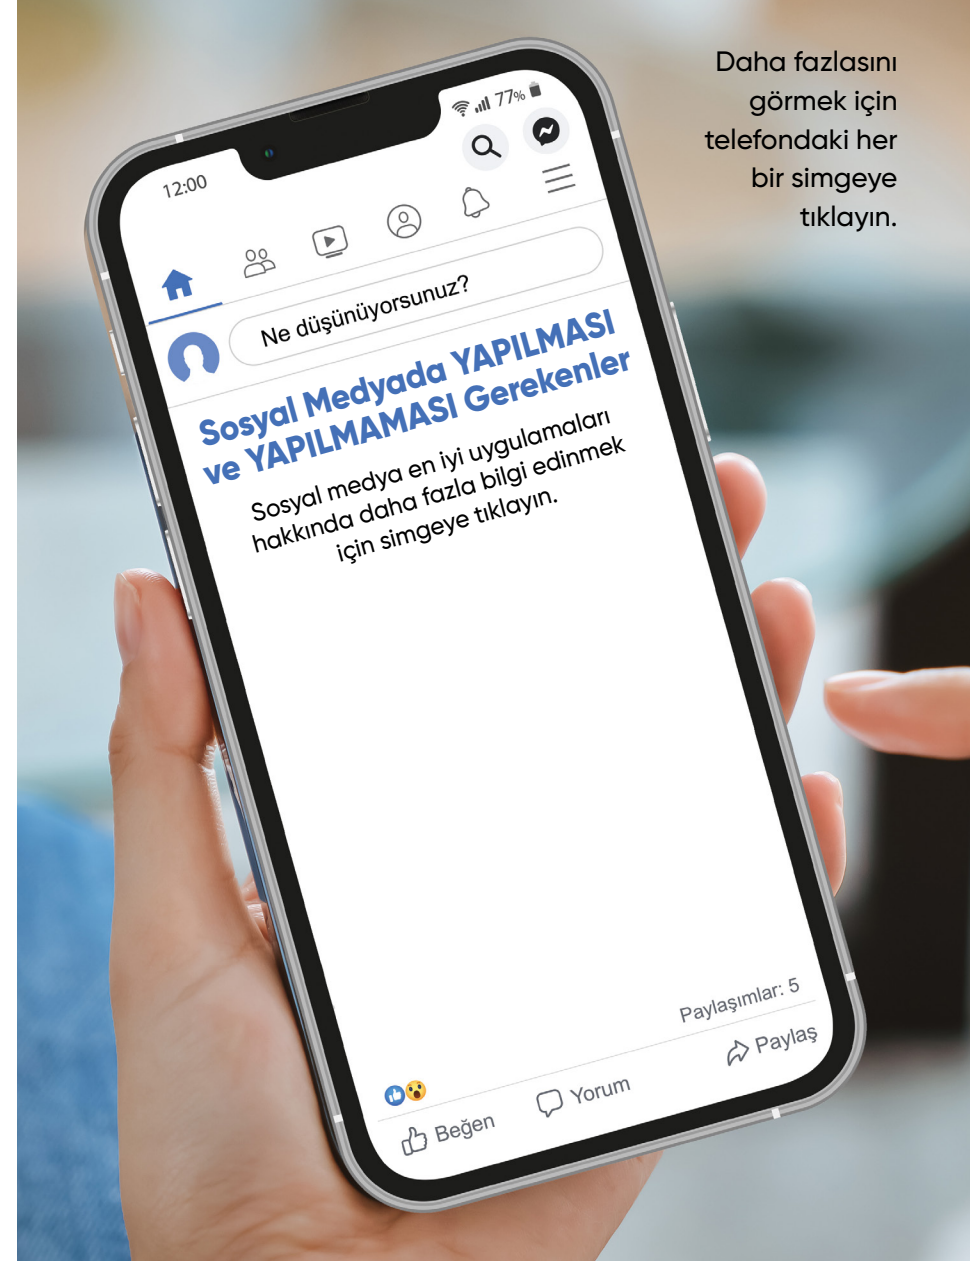 Daha fazlasını
görmek için
telefondaki her
bir simgeye
tıklayın.
12:00
77%
Ne düşünüyorsunuz?
Sosyal Medyada YAPILMASI
ve YAPILMAMASI Gerekenler
Sosyal medya en iyi uygulamaları
hakkında daha fazla bilgi edinmek
için simgeye tıklayın.
Paylaşımlar: 5
Beğen
Yorum
Paylaş